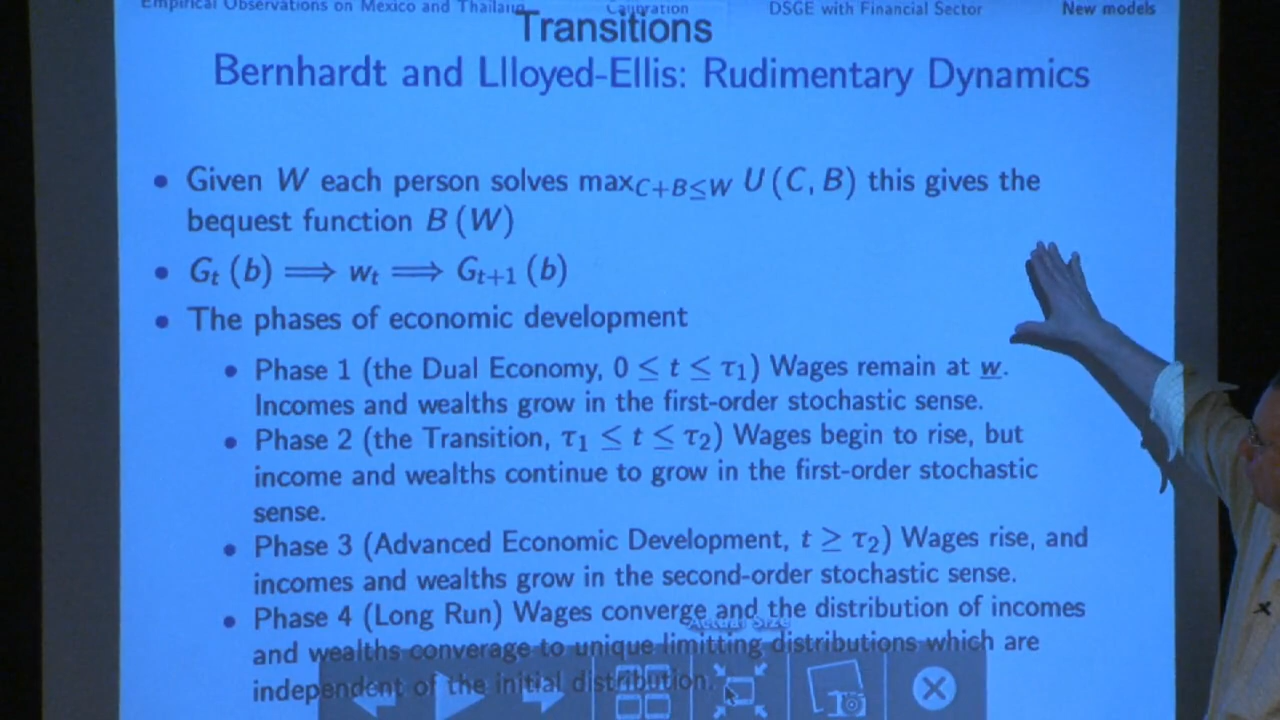 Empirical Observations on Mexico and Thailand Calibration DSGE with Financial Sector New models
Transitions
Bernhardt and Llloyed-Ellis: Rudimentary Dynamics
• Given W each person solves max_{C+B≤W} U (C, B) this gives the
bequest function B (W)
• G_t (b) ⟹ w_t ⟹ G_{t+1} (b)
• The phases of economic development
• Phase 1 (the Dual Economy, 0 ≤ t ≤ τ_1) Wages remain at w̲.
Incomes and wealths grow in the first-order stochastic sense.
• Phase 2 (the Transition, τ_1 ≤ t ≤ τ_2) Wages begin to rise, but
income and wealths continue to grow in the first-order stochastic
sense.
• Phase 3 (Advanced Economic Development, t ≥ τ_2) Wages rise, and
incomes and wealths grow in the second-order stochastic sense.
• Phase 4 (Long Run) Wages converge and the distribution of incomes
Actual Size
and wealths converage to unique limitting distributions which are
independent of the initial distribution.